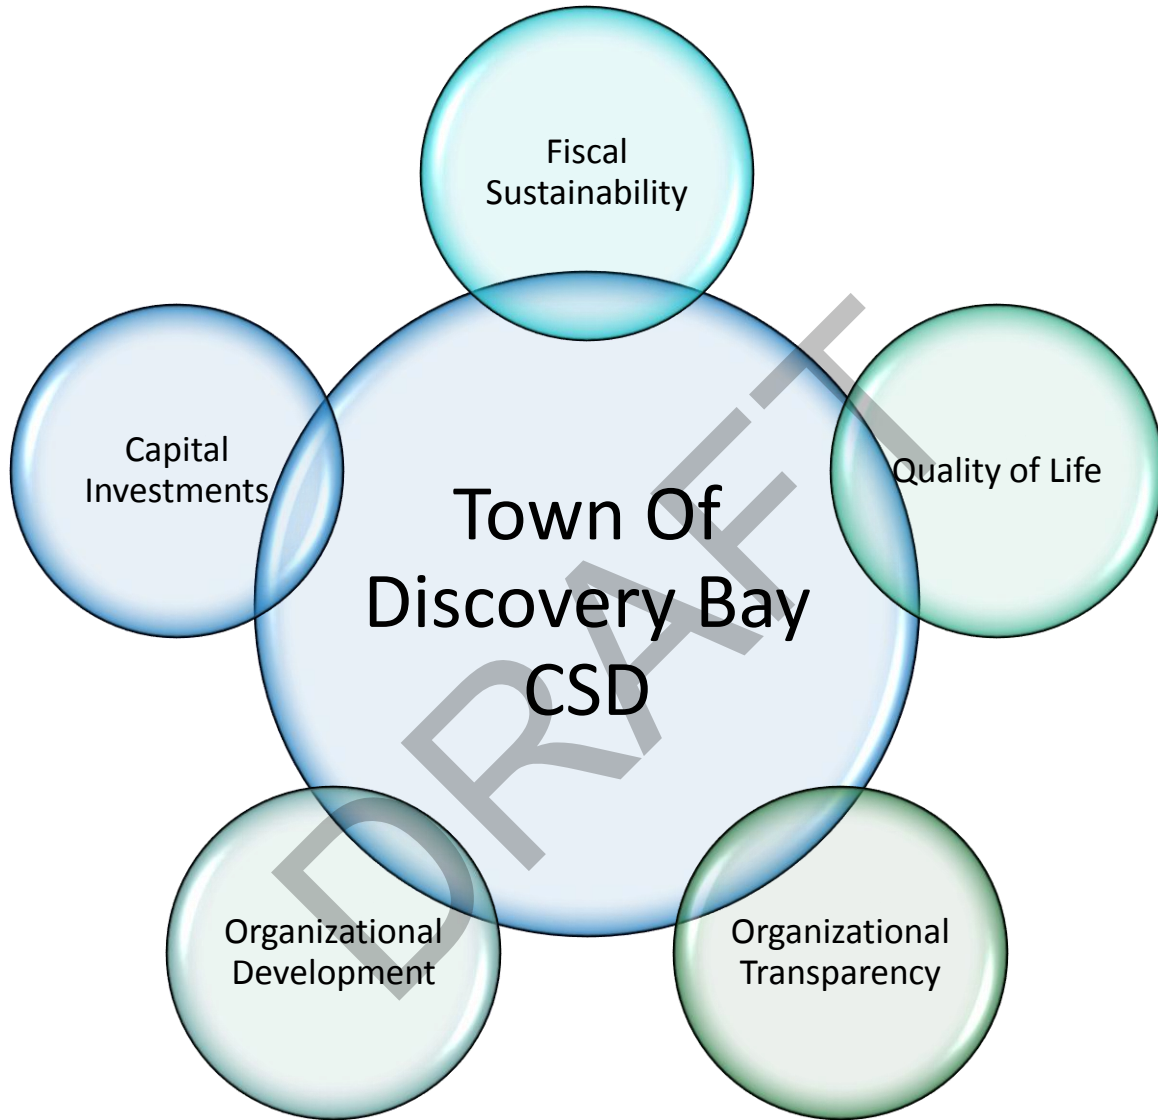 Fiscal
Sustainability
Capital
Investments
Quality of Life
Town Of
Discovery Bay
CSD
DRAFT
Organizational
Development
Organizational
Transparency